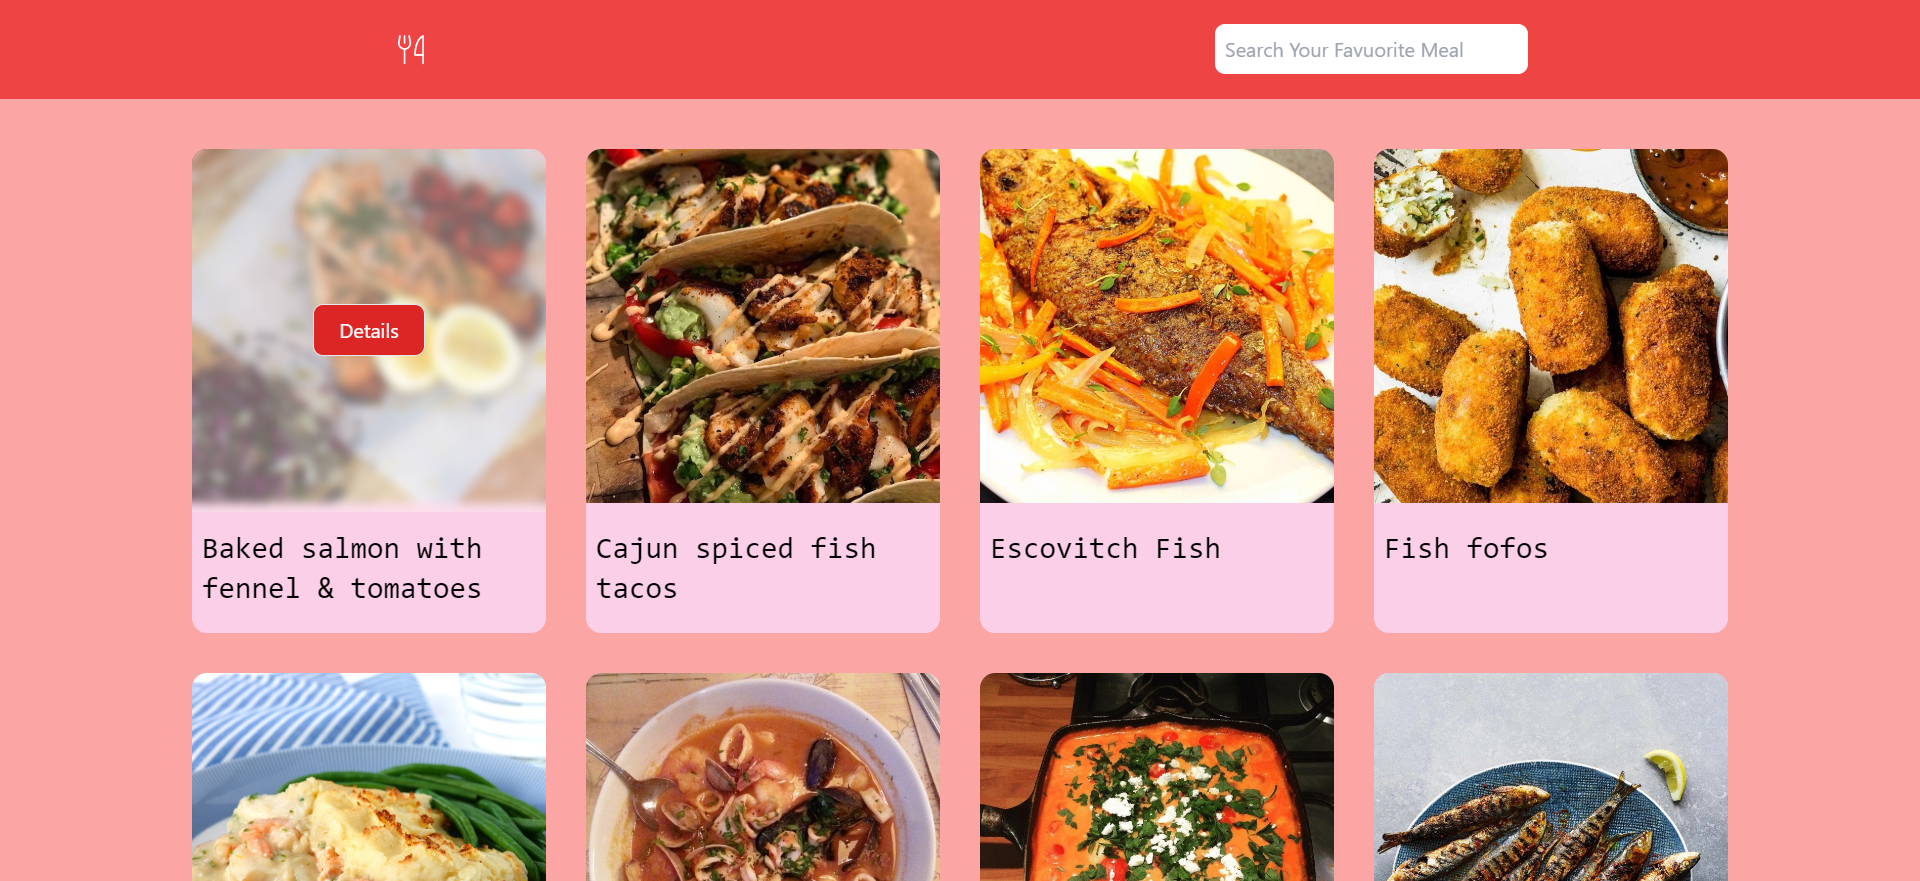 Search Your Favuorite Meal
Details
Baked salmon with
fennel & tomatoes
Cajun spiced fish
tacos
Escovitch Fish
Fish fofos